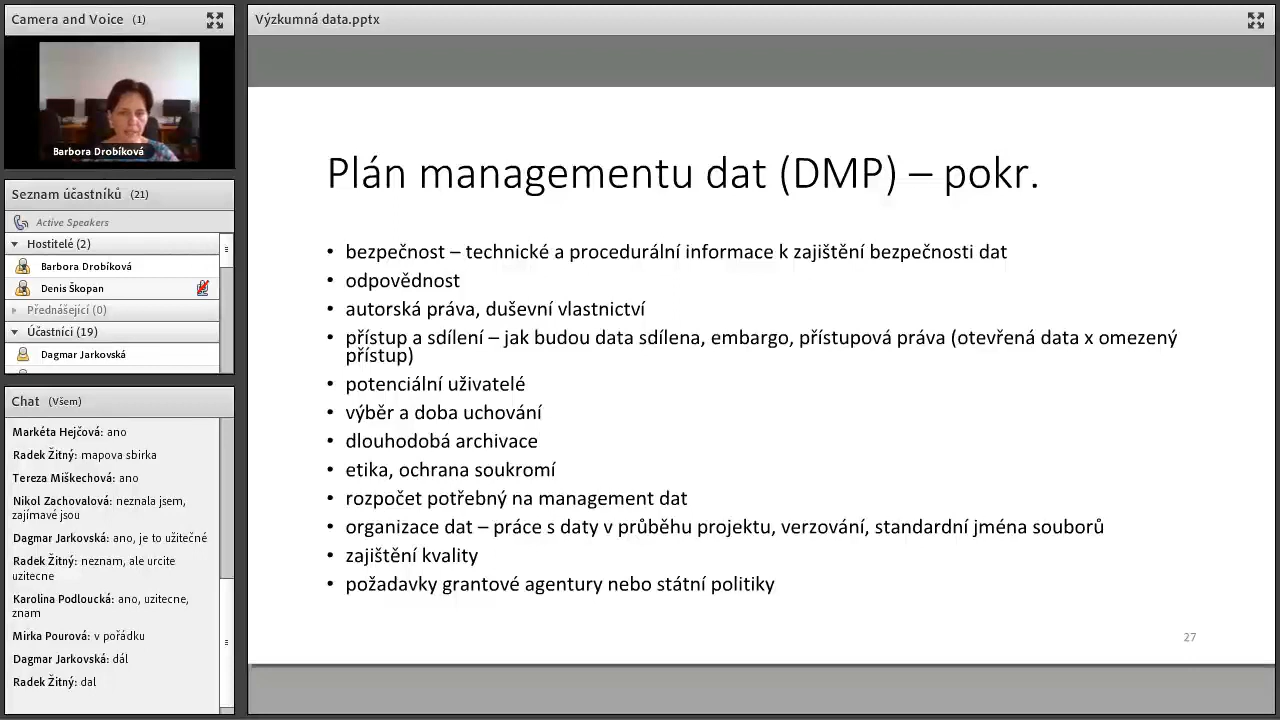 Camera and Voice (1)
Barbora Drobíková
Seznam účastníků (21)
Active Speakers
Hostitelé (2)
Barbora Drobíková
Denis Škopan
Přednášející (0)
Účastníci (19)
Dagmar Jarkovská
Chat (Všem)
Markéta Hejčová: ano
Radek Žitný: mapova sbirka
Tereza Miškechová: ano
Nikol Zachovalová: neznala jsem,
zajímavé jsou
Dagmar Jarkovská: ano, je to užitečné
Radek Žitný: neznam, ale urcite
uzitecne
Karolína Podloucká: ano, uzitecne,
znam
Mirka Pourová: v pořádku
Dagmar Jarkovská: dál
Radek Žitný: dal
Výzkumná data.pptx
Plán managementu dat (DMP) – pokr.
• bezpečnost – technické a procedurální informace k zajištění bezpečnosti dat
• odpovědnost
• autorská práva, duševní vlastnictví
• přístup a sdílení – jak budou data sdílena, embargo, přístupová práva (otevřená data x omezený
přístup)
• potenciální uživatelé
• výběr a doba uchování
• dlouhodobá archivace
• etika, ochrana soukromí
• rozpočet potřebný na management dat
• organizace dat – práce s daty v průběhu projektu, verzování, standardní jména souborů
• zajištění kvality
• požadavky grantové agentury nebo státní politiky
27